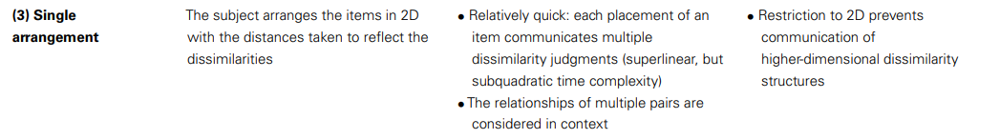 (3) Single
arrangement
The subject arranges the items in 2D
with the distances taken to reflect the
dissimilarities
• Relatively quick: each placement of an
item communicates multiple
dissimilarity judgments (superlinear, but
subquadratic time complexity)
• The relationships of multiple pairs are
considered in context
• Restriction to 2D prevents
communication of
higher-dimensional dissimilarity
structures